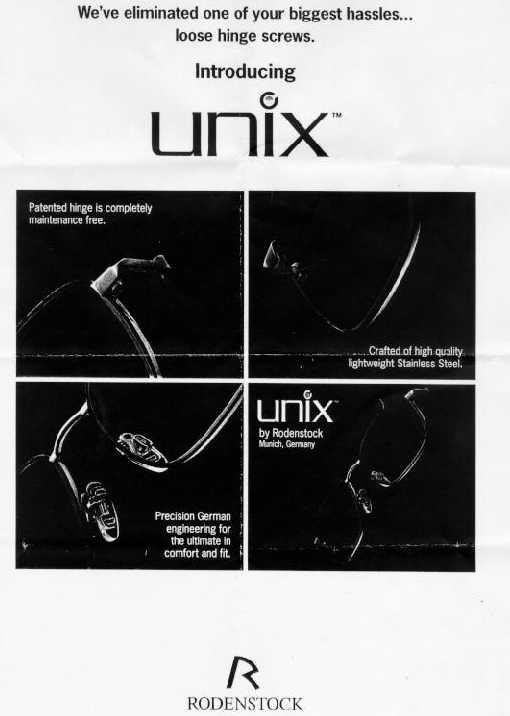 We've eliminated one of your biggest hassles...
loose hinge screws.
Introducing
unix™
Patented hinge is completely
maintenance free.
Crafted of high quality
lightweight Stainless Steel.
Precision German
engineering for
the ultimate in
comfort and fit.
unix™
by Rodenstock
Munich, Germany
R
RODENSTOCK